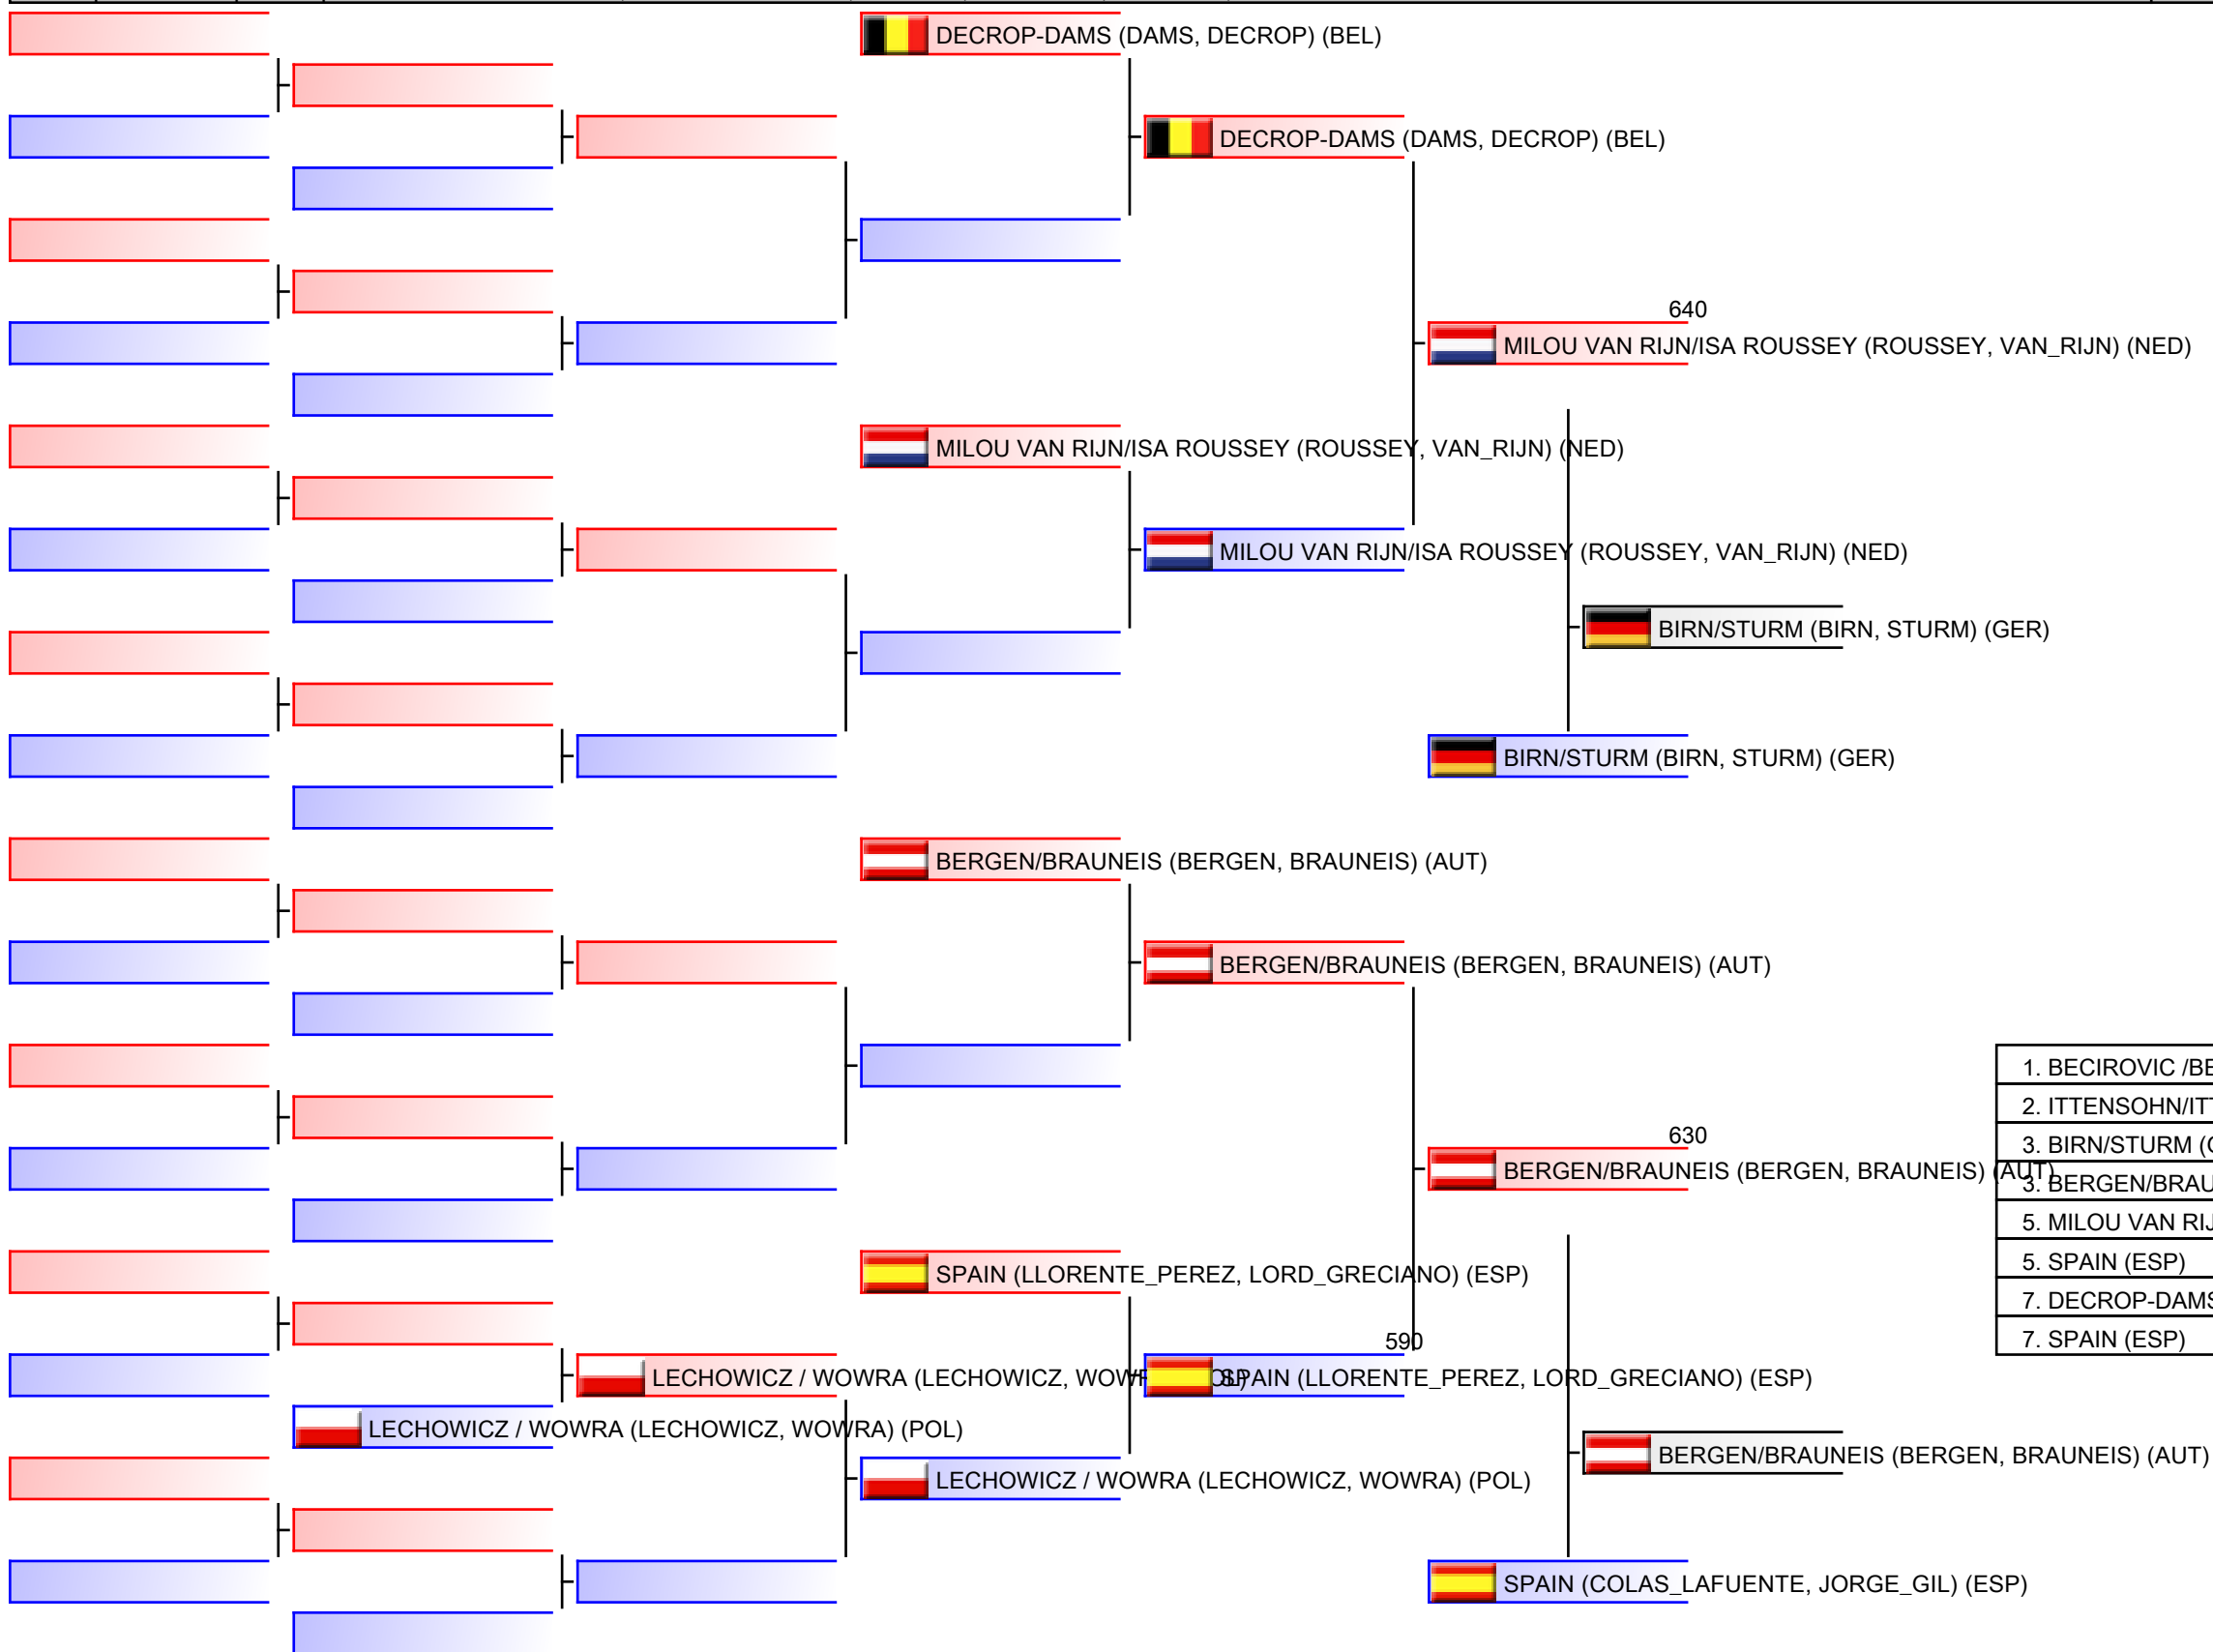 DECROP-DAMS (DAMS, DECROP) (BEL)
DECROP-DAMS (DAMS, DECROP) (BEL)
640
MILOU VAN RIJN/ISA ROUSSEY (ROUSSEY, VAN_RIJN) (NED)
MILOU VAN RIJN/ISA ROUSSEY (ROUSSEY, VAN_RIJN) (NED)
MILOU VAN RIJN/ISA ROUSSEY (ROUSSEY, VAN_RIJN) (NED)
BIRN/STURM (BIRN, STURM) (GER)
BIRN/STURM (BIRN, STURM) (GER)
BERGEN/BRAUNEIS (BERGEN, BRAUNEIS) (AUT)
BERGEN/BRAUNEIS (BERGEN, BRAUNEIS) (AUT)
1. BECIROVIC /BE
2. ITTENSOHN/ITT
630
3. BIRN/STURM (G
BERGEN/BRAUNEIS (BERGEN, BRAUNEIS) (AUT)
3. BERGEN/BRAU
5. MILOU VAN RIJ
5. SPAIN (ESP)
SPAIN (LLORENTE_PEREZ, LORD_GRECIANO) (ESP)
7. DECROP-DAMS
7. SPAIN (ESP)
590
LECHOWICZ / WOWRA (LECHOWICZ,
SPAIN (LLORENTE_PEREZ, LORD_GRECIANO) (ESP)
LECHOWICZ / WOWRA (LECHOWICZ, WOWRA) (POL)
BERGEN/BRAUNEIS (BERGEN, BRAUNEIS) (AUT)
LECHOWICZ / WOWRA (LECHOWICZ, WOWRA) (POL)
SPAIN (COLAS_LAFUENTE, JORGE_GIL) (ESP)